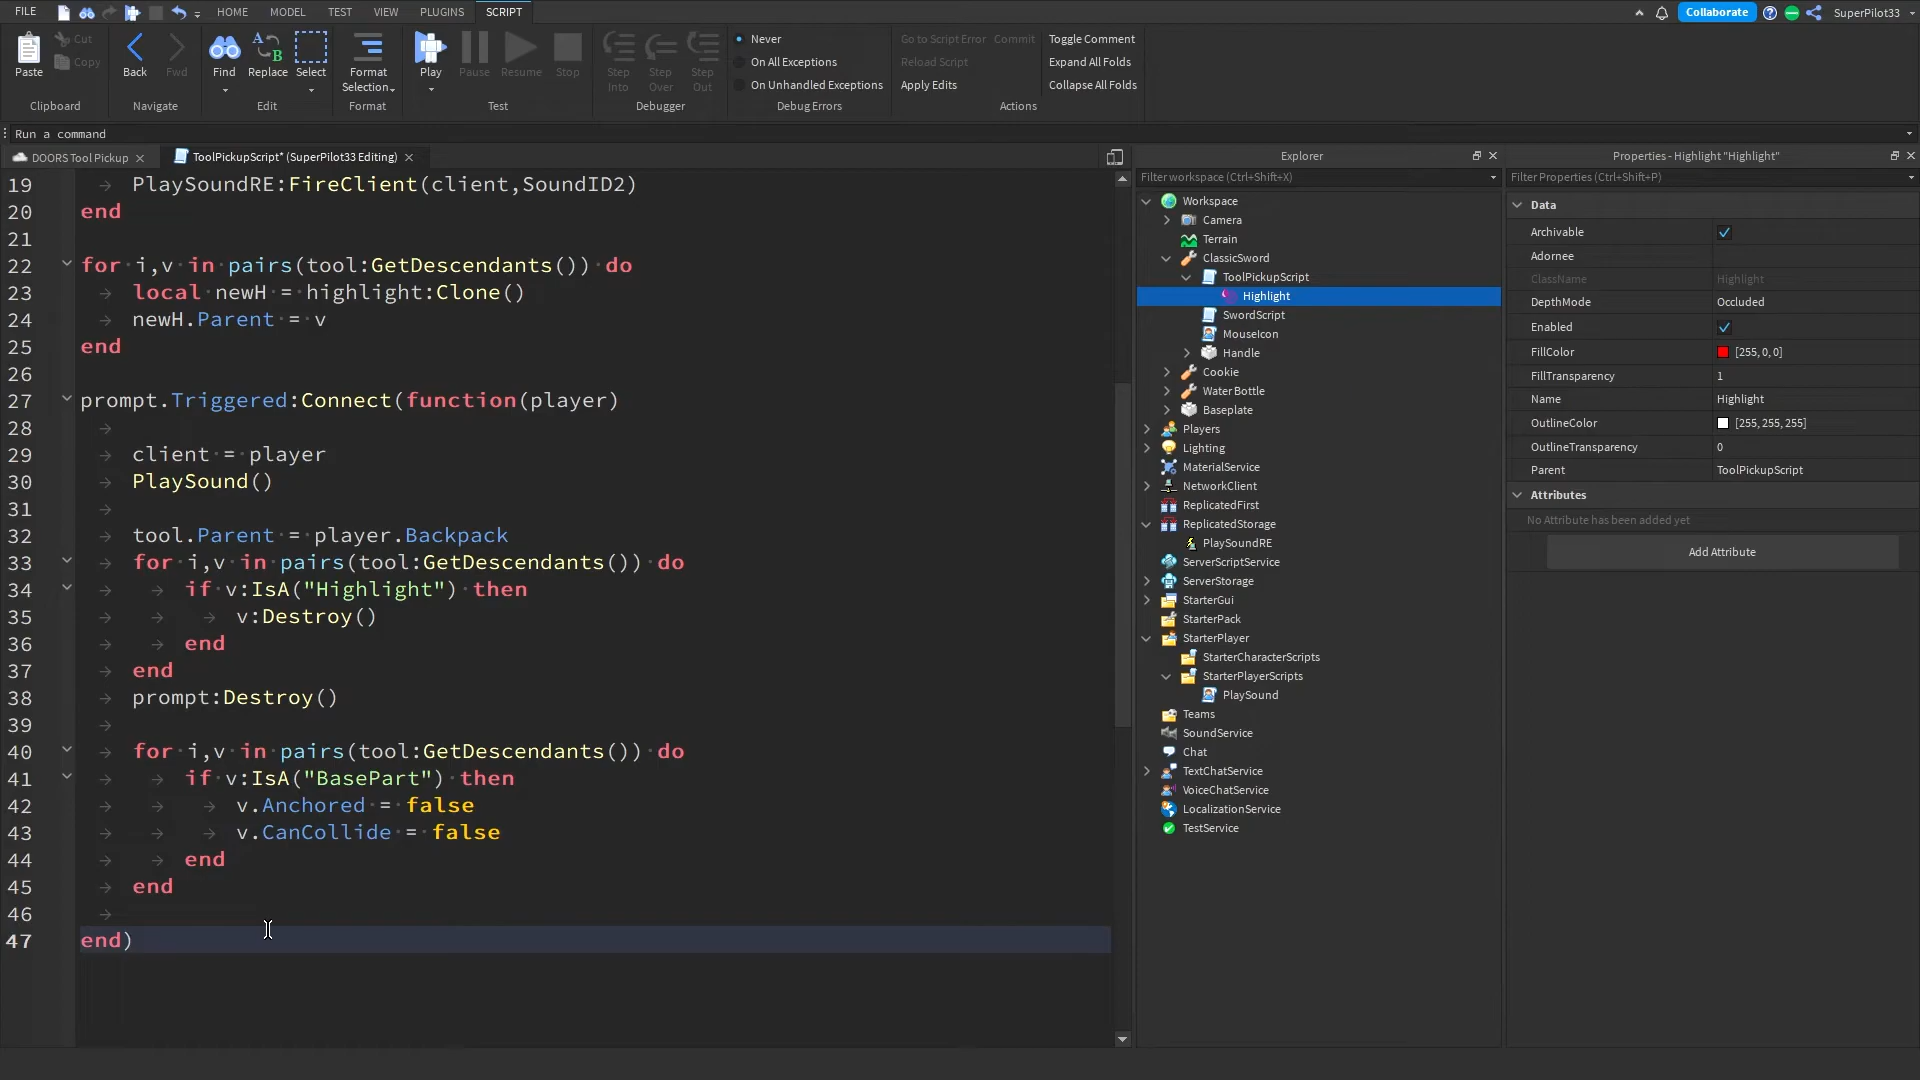 FILE HOME MODEL TEST VIEW PLUGINS SCRIPT Collaborate SuperPilot33
Paste
Cut
Copy
Clipboard
Back
Fwd
Navigate
Find
Replace
Select
Edit
Format
Selection
Format
Play
Pause
Resume
Stop
Test
Step
Into
Step
Over
Step
Out
Debugger
Never
On All Exceptions
On Unhandled Exceptions
Debug Errors
Go to Script Error Commit
Reload Script
Apply Edits
Toggle Comment
Expand All Folds
Collapse All Folds
Actions
Run a command
DOORS Tool Pickup
ToolPickupScript* (SuperPilot33 Editing)
19 PlaySoundRE:FireClient(client,SoundID2)
20 end
21
22 for i,v in pairs(tool:GetDescendants()) do
23 local newH = highlight:Clone()
24 newH.Parent = v
25 end
26
27 prompt.Triggered:Connect(function(player)
28
29 client = player
30 PlaySound()
31
32 tool.Parent = player.Backpack
33 for i,v in pairs(tool:GetDescendants()) do
34 if v:IsA("Highlight") then
35 v:Destroy()
36 end
37 end
38 prompt:Destroy()
39
40 for i,v in pairs(tool:GetDescendants()) do
41 if v:IsA("BasePart") then
42 v.Anchored = false
43 v.CanCollide = false
44 end
45 end
46
47 end)
Explorer
Filter workspace (Ctrl+Shift+X)
Workspace
Camera
Terrain
ClassicSword
ToolPickupScript
Highlight
SwordScript
MouseIcon
Handle
Cookie
Water Bottle
Baseplate
Players
Lighting
MaterialService
NetworkClient
ReplicatedFirst
ReplicatedStorage
PlaySoundRE
ServerScriptService
ServerStorage
StarterGui
StarterPack
StarterPlayer
StarterCharacterScripts
StarterPlayerScripts
PlaySound
Teams
SoundService
Chat
TextChatService
VoiceChatService
LocalizationService
TestService
Properties - Highlight "Highlight"
Filter Properties (Ctrl+Shift+P)
Data
Archivable
Adornee
ClassName Highlight
DepthMode Occluded
Enabled
FillColor [255, 0, 0]
FillTransparency 1
Name Highlight
OutlineColor [255, 255, 255]
OutlineTransparency 0
Parent ToolPickupScript
Attributes
No Attribute has been added yet
Add Attribute